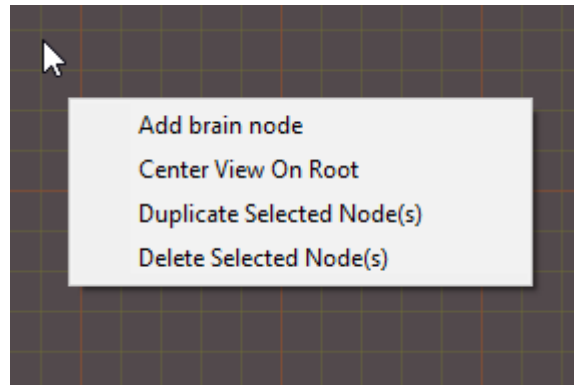 Add brain node
Center View On Root
Duplicate Selected Node(s)
Delete Selected Node(s)